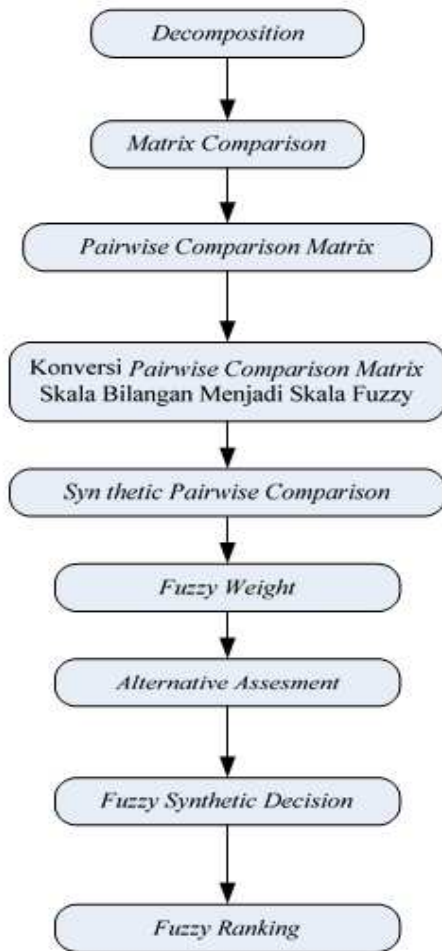 Decomposition
Matrix Comparison
Pairwise Comparison Matrix
Konversi Pairwise Comparison Matrix
Skala Bilangan Menjadi Skala Fuzzy
Syn thetic Pairwise Comparison
Fuzzy Weight
Alternative Assesment
Fuzzy Synthetic Decision
Fuzzy Ranking